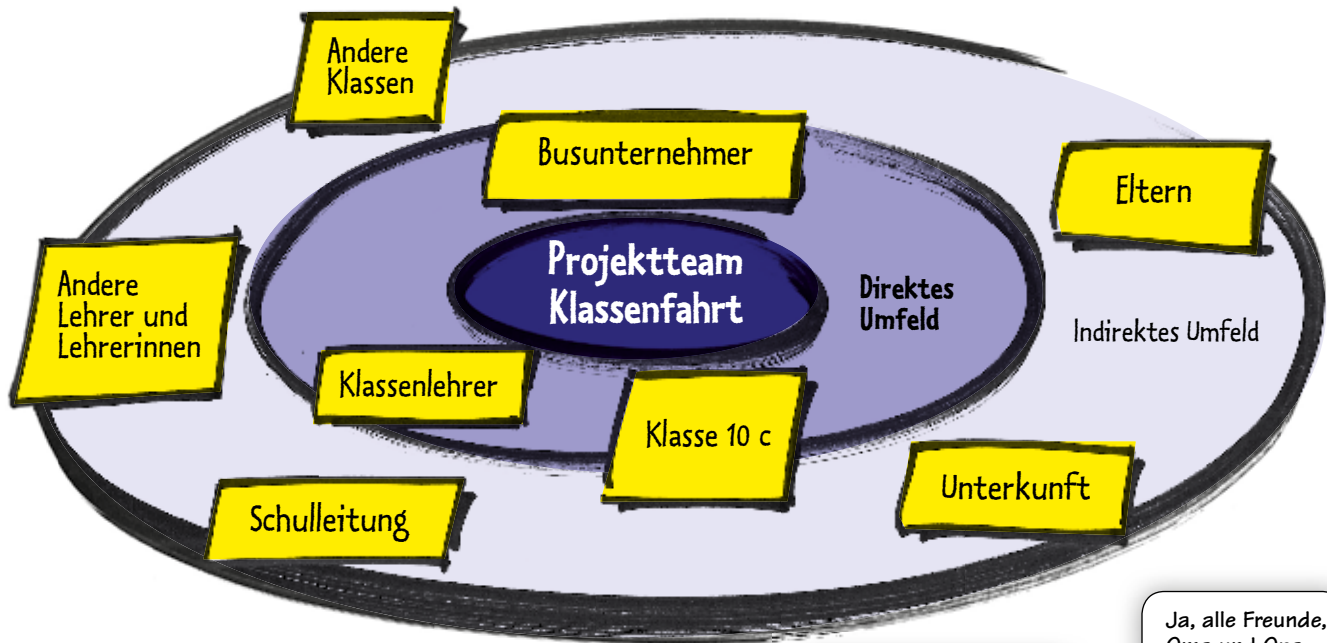 Andere
Klassen
Busunternehmer
Eltern
Projektteam
Klassenfahrt
Direktes
Umfeld
Andere
Lehrer und
Lehrerinnen
Indirektes Umfeld
Klassenlehrer
Klasse 10 c
Unterkunft
Schulleitung
Ja, alle Freunde,